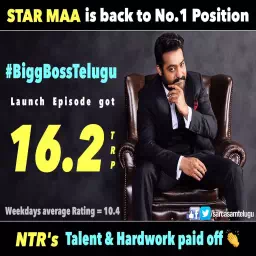 STAR MAA is back to No.1 Position
#BiggBossTelugu
Launch Episode got
16.2 TRP
Weekdays average Rating = 10.4
/sarcasamtelugu
NTR's Talent & Hardwork paid off 👏